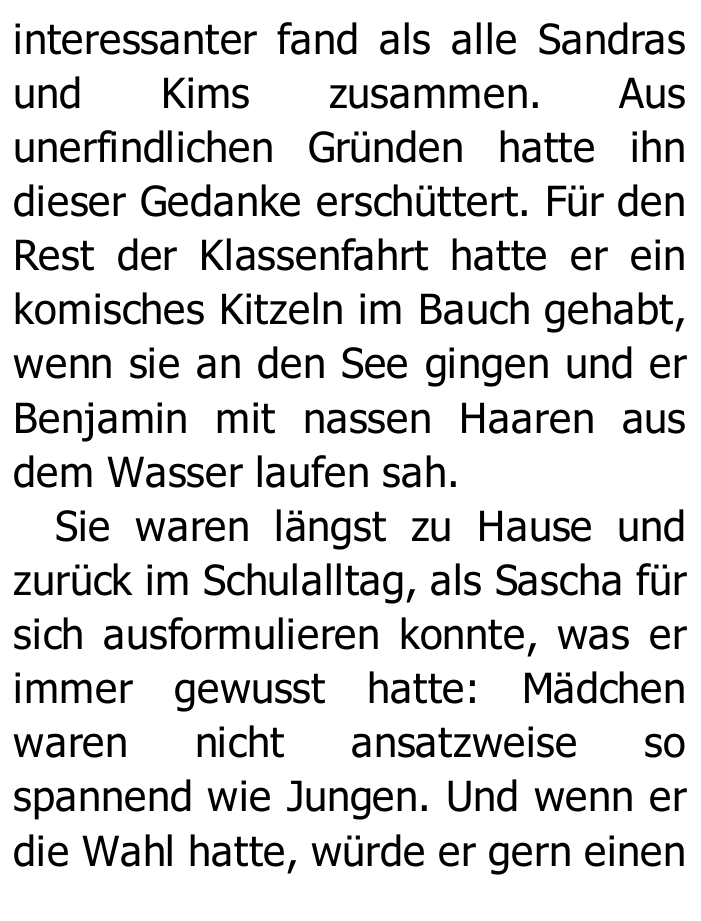 interessanter fand als alle Sandras
und Kims zusammen. Aus
unerfindlichen Gründen hatte ihn
dieser Gedanke erschüttert. Für den
Rest der Klassenfahrt hatte er ein
komisches Kitzeln im Bauch gehabt,
wenn sie an den See gingen und er
Benjamin mit nassen Haaren aus
dem Wasser laufen sah.
Sie waren längst zu Hause und
zurück im Schulalltag, als Sascha für
sich ausformulieren konnte, was er
immer gewusst hatte: Mädchen
waren nicht ansatzweise so
spannend wie Jungen. Und wenn er
die Wahl hatte, würde er gern einen